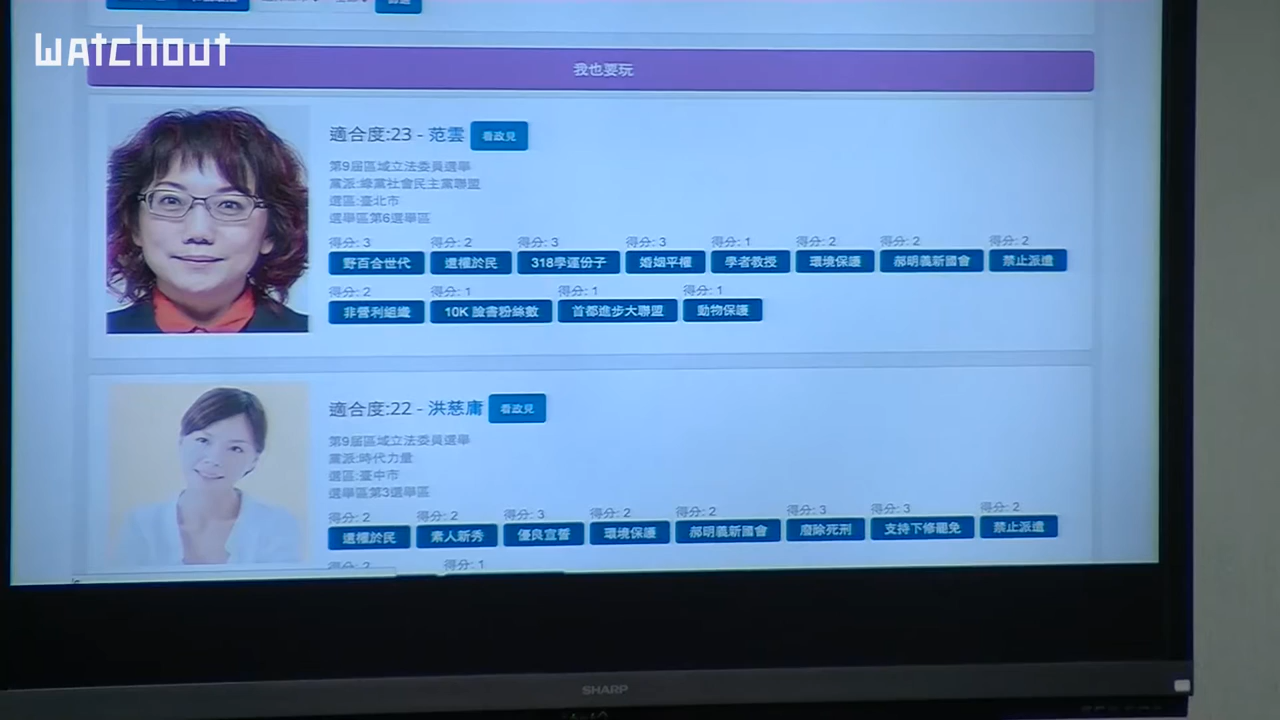 WATCHOUT
我也要玩
適合度:23 - 范雲 看政見
第9屆區域立法委員選舉
黨派:綠黨社會民主黨聯盟
選區:臺北市
選舉區第6選舉區
得分: 3 得分: 2 得分: 3 得分: 3 得分: 1 得分: 2 得分: 2 得分: 2
野百合世代 選權於民 318學運份子 婚姻平權 學者教授 環境保護 郝明義新國會 禁止派遣
得分: 2 得分: 1 得分: 1 得分: 1
非營利組織 10K 臉書粉絲數 首都進步大聯盟 動物保護
適合度:22 - 洪慈庸 看政見
第9屆區域立法委員選舉
黨派:時代力量
選區:臺中市
選舉區第3選舉區
得分: 2 得分: 2 得分: 3 得分: 2 得分: 2 得分: 3 得分: 3 得分: 2
選權於民 素人新秀 優良宣誓 環境保護 郝明義新國會 廢除死刑 支持下修罷免 禁止派遣
得分: 2 得分: 1
SHARP